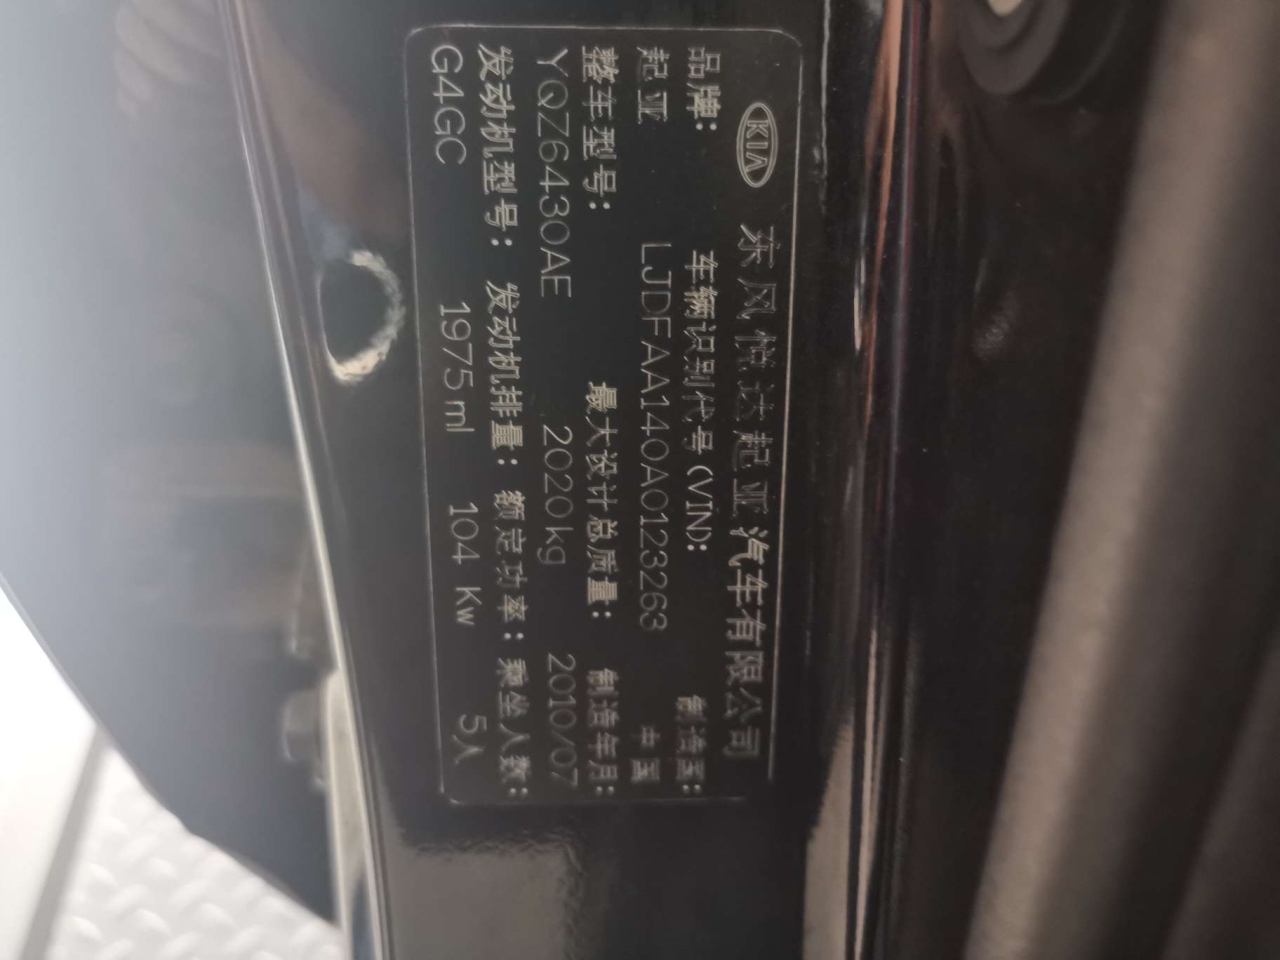 KIA 东风悦达起亚汽车有限公司
品牌: 车辆识别代号(VIN): 制造国:
起亚 LJDFAA140A0123263 中国
整车型号: 最大设计总质量: 制造年月:
YQZ6430AE 2020kg 2010/07
发动机型号: 发动机排量: 额定功率: 乘坐人数:
G4GC 1975ml 104 Kw 5人